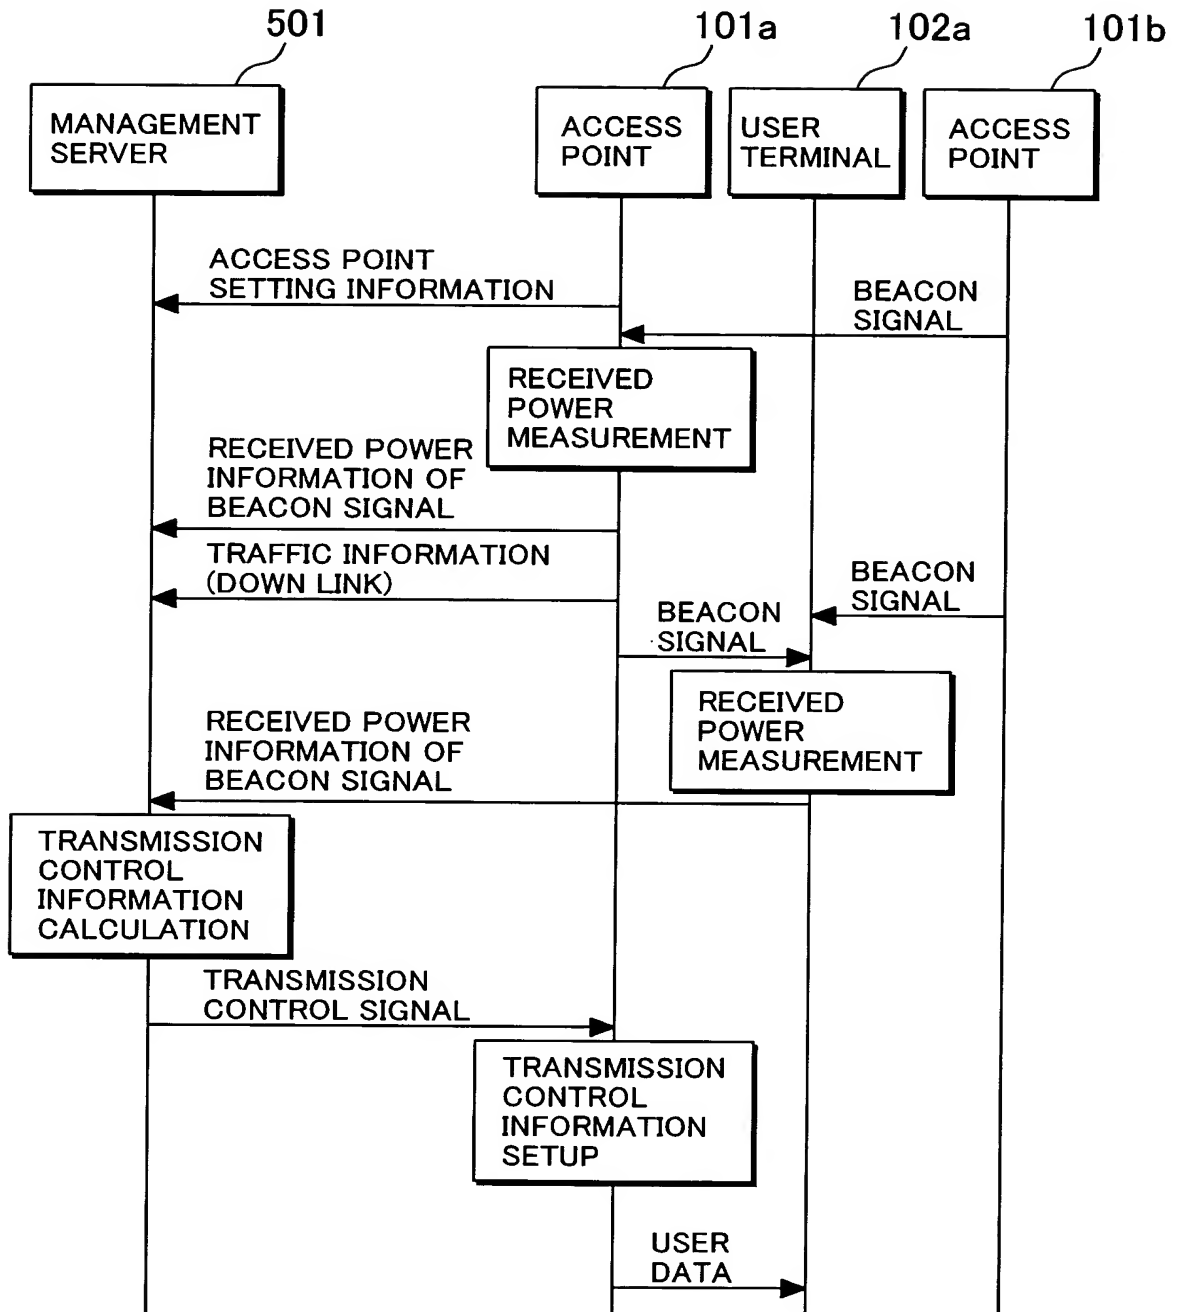 501
101a
102a
101b
MANAGEMENT
SERVER
ACCESS
POINT
USER
TERMINAL
ACCESS
POINT
ACCESS POINT
SETTING INFORMATION
BEACON
SIGNAL
RECEIVED
POWER
MEASUREMENT
RECEIVED POWER
INFORMATION OF
BEACON SIGNAL
TRAFFIC INFORMATION
(DOWN LINK)
BEACON
SIGNAL
BEACON
SIGNAL
RECEIVED
POWER
MEASUREMENT
RECEIVED POWER
INFORMATION OF
BEACON SIGNAL
TRANSMISSION
CONTROL
INFORMATION
CALCULATION
TRANSMISSION
CONTROL SIGNAL
TRANSMISSION
CONTROL
INFORMATION
SETUP
USER
DATA